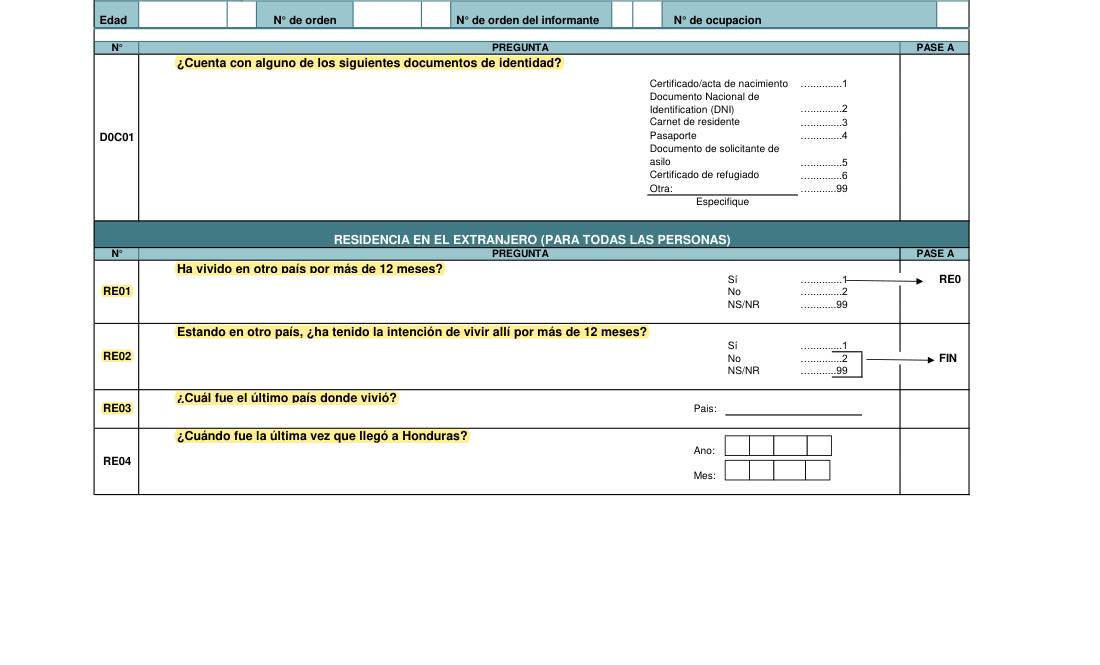 Edad N° de orden N° de orden del informante N° de ocupacion
N° PREGUNTA PASE A
¿Cuenta con alguno de los siguientes documentos de identidad?
Certificado/acta de nacimiento …..........1
Documento Nacional de
Identification (DNI) …..........2
Carnet de residente …..........3
Pasaporte …..........4
D0C01
Documento de solicitante de
asilo …..........5
Certificado de refugiado …..........6
Otra: …........99
Especifique
RESIDENCIA EN EL EXTRANJERO (PARA TODAS LAS PERSONAS)
N° PREGUNTA PASE A
Ha vivido en otro país por más de 12 meses?
Sí …..........1 RE0
RE01 No …..........2
NS/NR …........99
Estando en otro país, ¿ha tenido la intención de vivir allí por más de 12 meses?
Sí …..........1
RE02 No …..........2 FIN
NS/NR …........99
¿Cuál fue el último país donde vivió?
RE03 Pais:
¿Cuándo fue la última vez que llegó a Honduras?
Ano:
RE04
Mes: